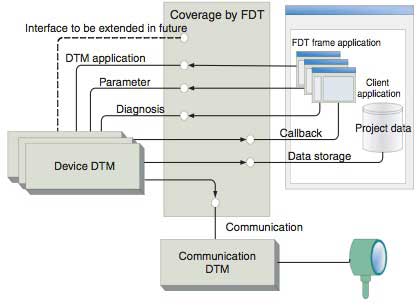 Coverage by FDT
Interface to be extended in future
FDT frame application
DTM application
Client
application
Parameter
Diagnosis
Project data
Callback
Device DTM
Data storage
Communication
Communication
DTM